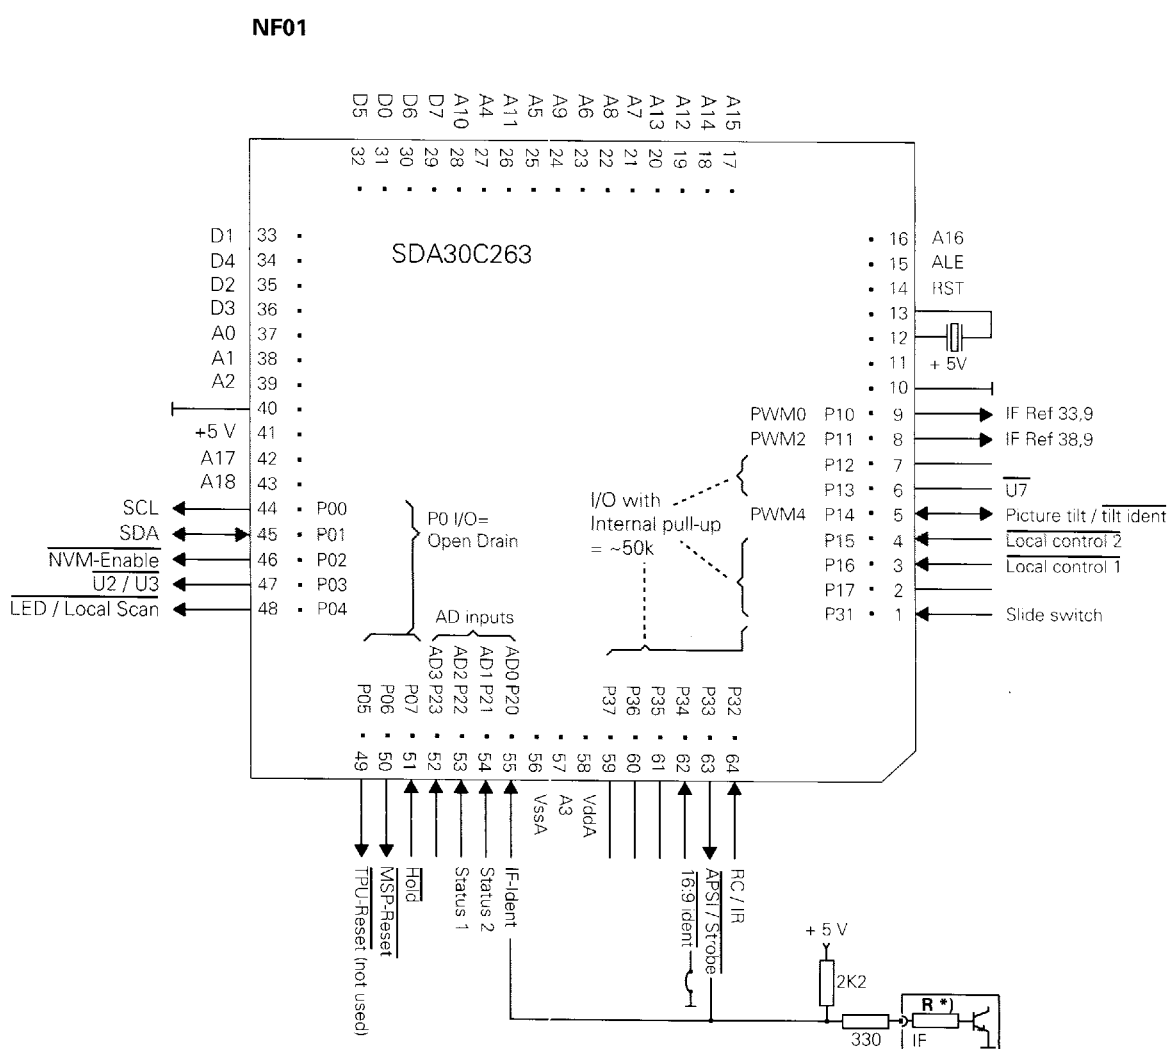 NF01
D5 D0 D6 D7 A10 A4 A11 A5 A9 A6 A8 A7 A13 A12 A14 A15
32 31 30 29 28 27 26 25 24 23 22 21 20 19 18 17
SDA30C263
D1 33
D4 34
D2 35
D3 36
A0 37
A1 38
A2 39
40
+5 V 41
A17 42
A18 43
SCL 44 P00
SDA 45 P01
NVM-Enable 46 P02
U2 / U3 47 P03
LED / Local Scan 48 P04
P0 I/O=
Open Drain
AD inputs
I/O with
Internal pull-up
= ~50k
16 A16
15 ALE
14 RST
13
12
11 + 5V
10
PWM0 P10 9 IF Ref 33,9
PWM2 P11 8 IF Ref 38,9
P12 7
P13 6 U7
PWM4 P14 5 Picture tilt / tilt ident
P15 4 Local control 2
P16 3 Local control 1
P17 2
P31 1 Slide switch
P05 P06 P07 AD3 P23 AD2 P22 AD1 P21 AD0 P20 P37 P36 P35 P34 P33 P32
49 50 51 52 53 54 55 56 57 58 59 60 61 62 63 64
VssA A3 VddA
TPU-Reset (not used)
MSP-Reset
Hold
Status 1
Status 2
IF-Ident
16:9 ident
APSI / Strobe
RC / IR
+ 5 V
2K2
330
R *)
IF